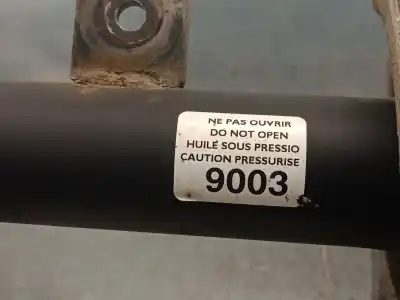 NE PAS OUVRIR
DO NOT OPEN
HUILE SOUS PRESSIO
CAUTION PRESSURISE
9003